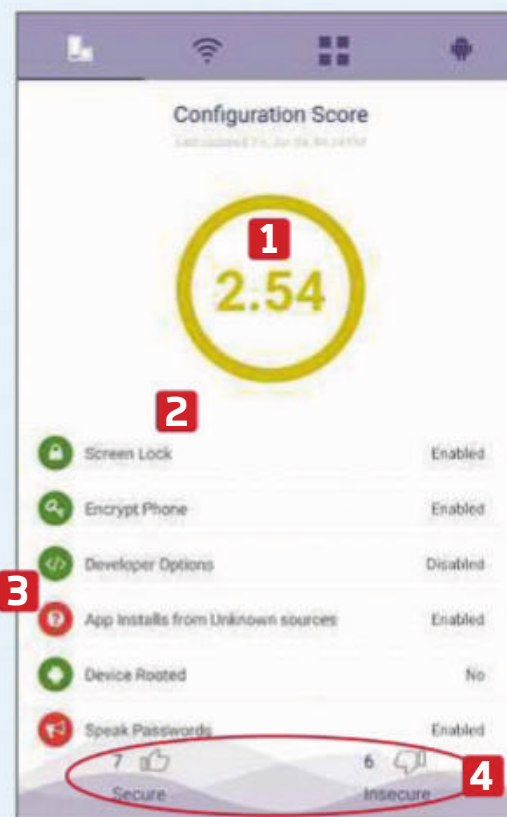 Configuration Score
1
2.54
2
Screen Lock Enabled
Encrypt Phone Enabled
Developer Options Disabled
3
App Installs from Unknown sources Enabled
Device Rooted No
Speak Passwords Enabled
7 6
4
Secure Insecure